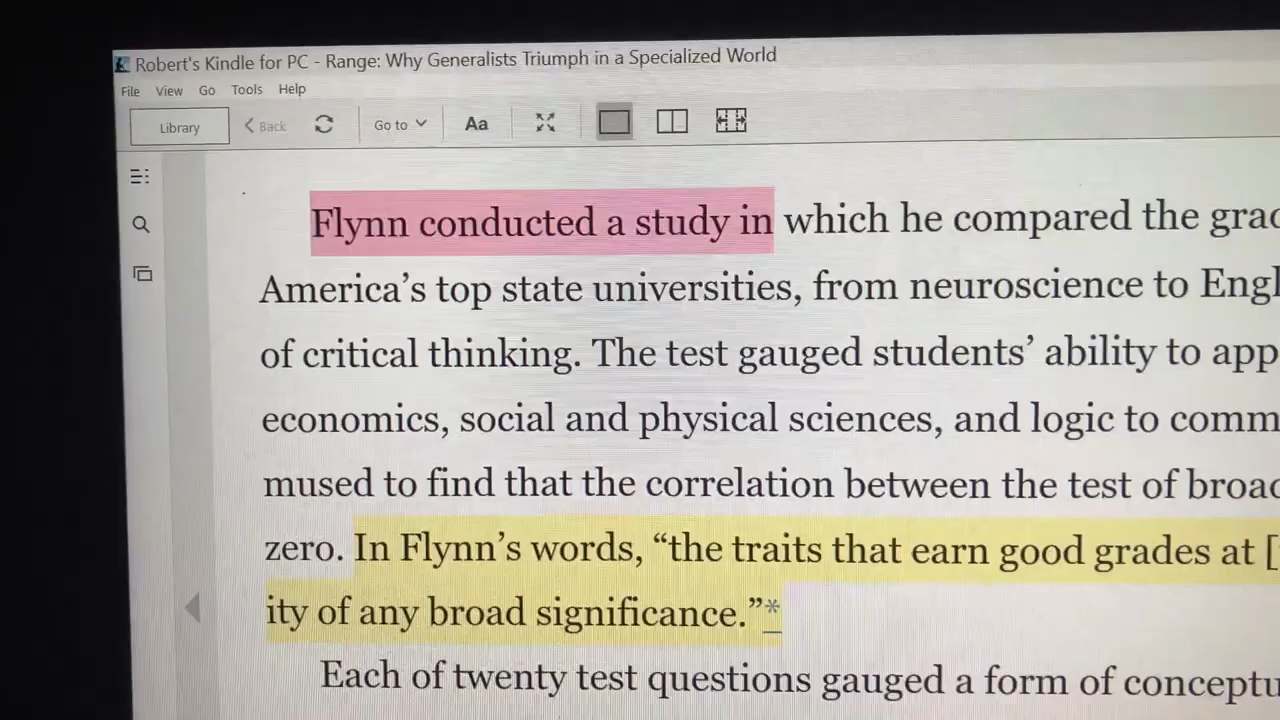 Robert's Kindle for PC - Range: Why Generalists Triumph in a Specialized World
File View Go Tools Help
Library Back Go to Aa
Flynn conducted a study in which he compared the grad
America’s top state universities, from neuroscience to Engl
of critical thinking. The test gauged students’ ability to app
economics, social and physical sciences, and logic to comm
mused to find that the correlation between the test of broad
zero. In Flynn’s words, “the traits that earn good grades at [
ity of any broad significance.”*
Each of twenty test questions gauged a form of conceptu